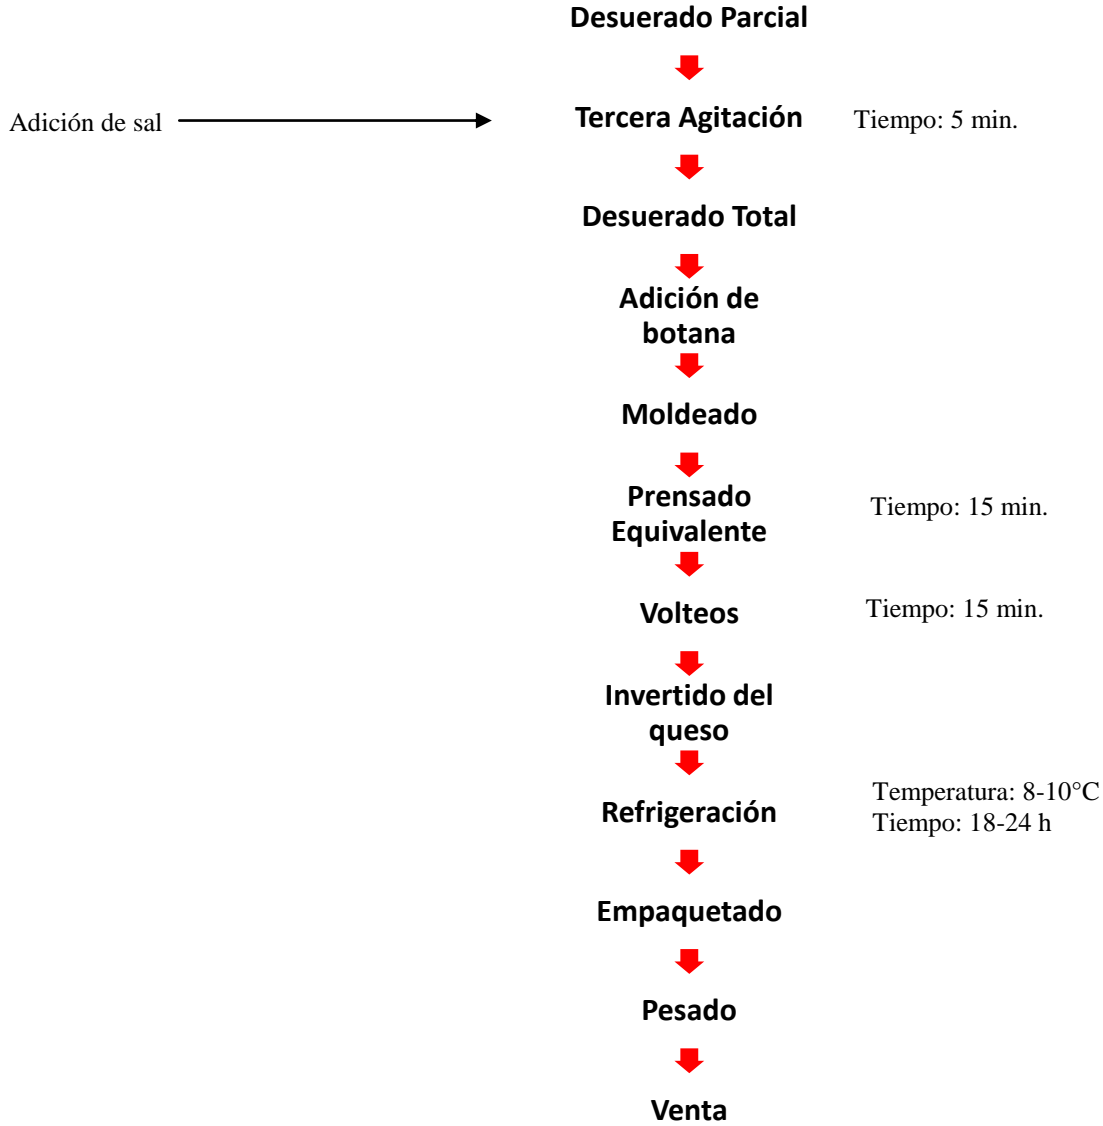 Desuerado Parcial
Adición de sal
Tercera Agitación
Tiempo: 5 min.
Desuerado Total
Adición de
botana
Moldeado
Prensado
Equivalente
Tiempo: 15 min.
Volteos
Tiempo: 15 min.
Invertido del
queso
Refrigeración
Temperatura: 8-10°C
Tiempo: 18-24 h
Empaquetado
Pesado
Venta